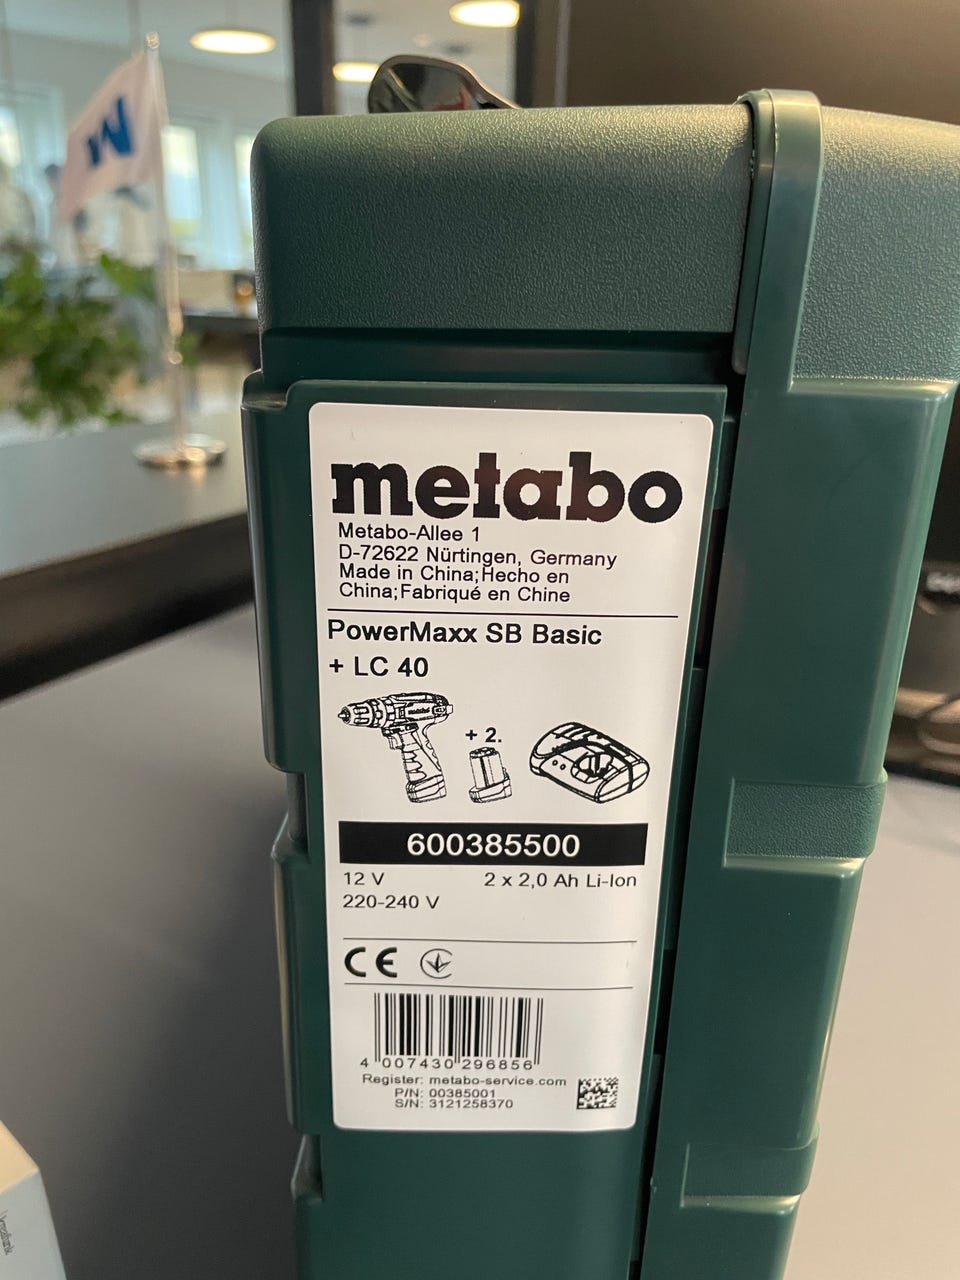 metabo
Metabo-Allee 1
D-72622 Nürtingen, Germany
Made in China;Hecho en
China;Fabriqué en Chine
PowerMaxx SB Basic
+ LC 40
metabo
+ 2.
600385500
12 V 2 x 2,0 Ah Li-Ion
220-240 V
CE
4 007430 296856
Register: metabo-service.com
P/N: 00385001
S/N: 3121258370